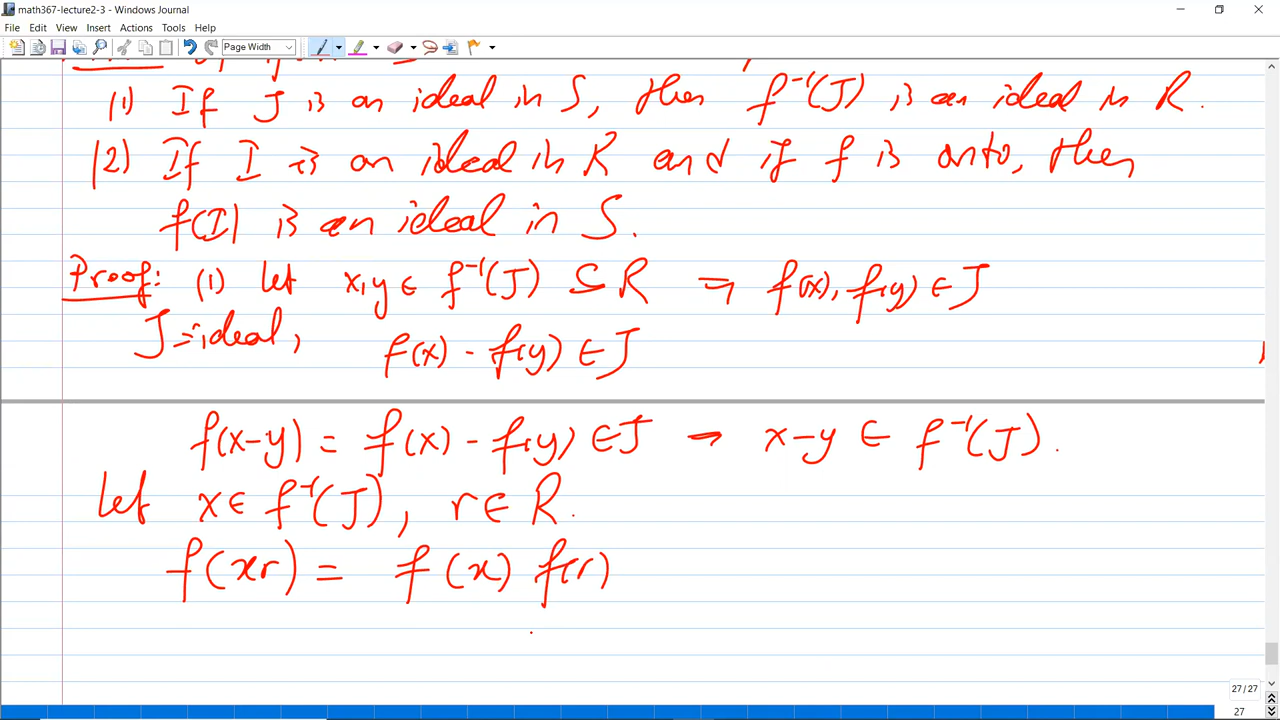 math367-lecture2-3 - Windows Journal
File Edit View Insert Actions Tools Help
Page Width
(1) If J is an ideal in S, then f⁻¹(J) is an ideal in R.
(2) If I is an ideal in R and if f is onto, then
f(I) is an ideal in S.
Proof: (1) let x,y ∈ f⁻¹(J) ⊆ R ⇒ f(x), f(y) ∈ J
J=ideal, f(x) - f(y) ∈ J
f(x-y) = f(x) - f(y) ∈ J → x-y ∈ f⁻¹(J).
let x ∈ f⁻¹(J), r ∈ R.
f(xr) = f(x) f(r)
27 / 27
27